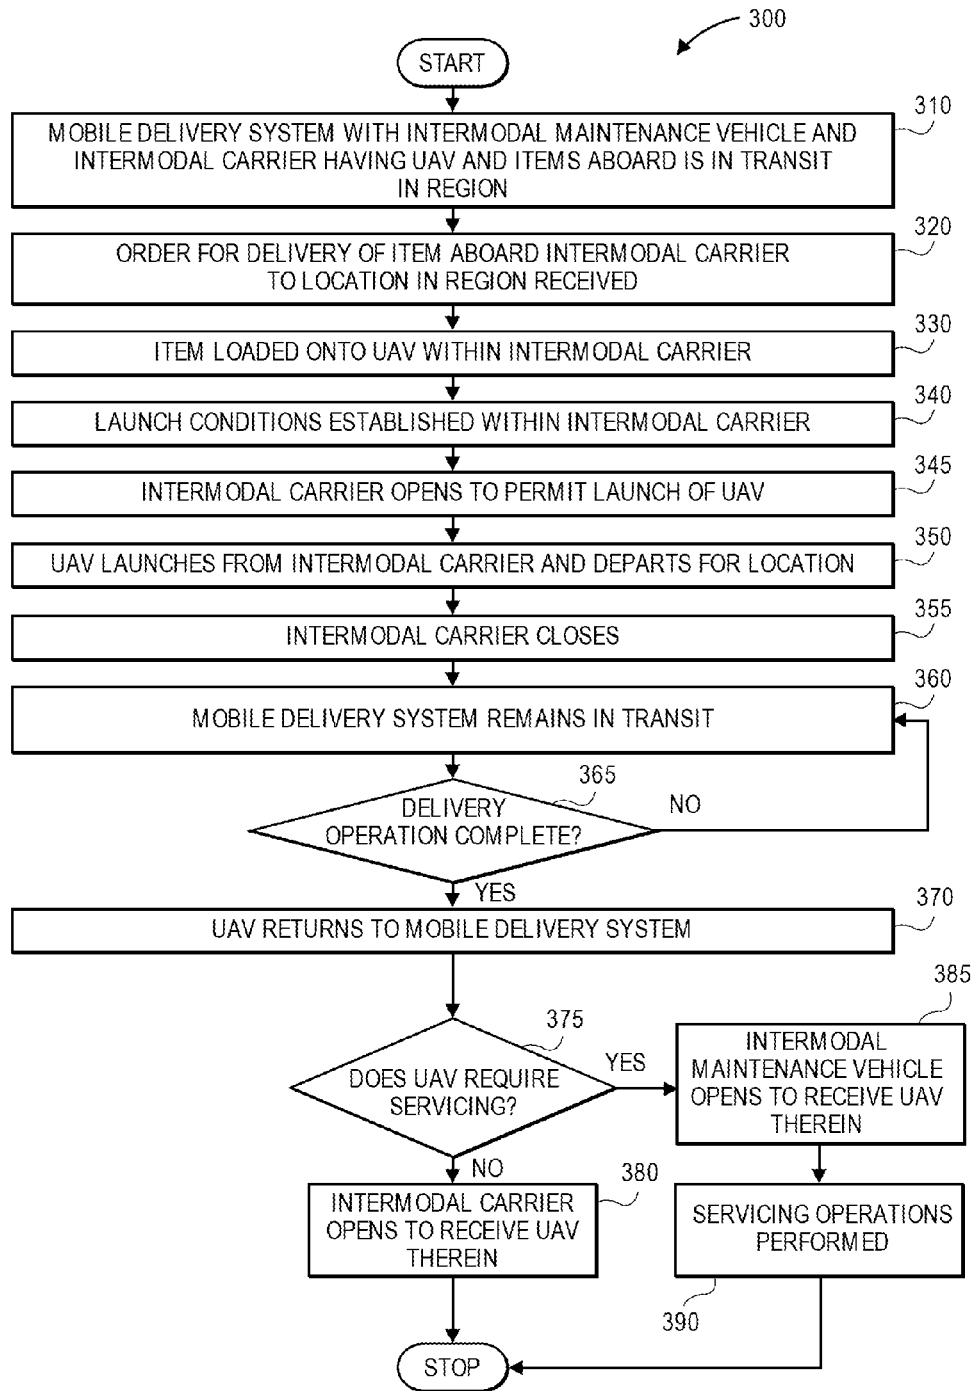 300
START
310
MOBILE DELIVERY SYSTEM WITH INTERMODAL MAINTENANCE VEHICLE AND
INTERMODAL CARRIER HAVING UAV AND ITEMS ABOARD IS IN TRANSIT
IN REGION
320
ORDER FOR DELIVERY OF ITEM ABOARD INTERMODAL CARRIER
TO LOCATION IN REGION RECEIVED
330
ITEM LOADED ONTO UAV WITHIN INTERMODAL CARRIER
340
LAUNCH CONDITIONS ESTABLISHED WITHIN INTERMODAL CARRIER
345
INTERMODAL CARRIER OPENS TO PERMIT LAUNCH OF UAV
350
UAV LAUNCHES FROM INTERMODAL CARRIER AND DEPARTS FOR LOCATION
355
INTERMODAL CARRIER CLOSES
360
MOBILE DELIVERY SYSTEM REMAINS IN TRANSIT
365
DELIVERY
OPERATION COMPLETE?
NO
YES
370
UAV RETURNS TO MOBILE DELIVERY SYSTEM
375
DOES UAV REQUIRE
SERVICING?
YES
385
INTERMODAL
MAINTENANCE VEHICLE
OPENS TO RECEIVE UAV
THEREIN
NO
380
INTERMODAL CARRIER
OPENS TO RECEIVE UAV
THEREIN
SERVICING OPERATIONS
PERFORMED
390
STOP